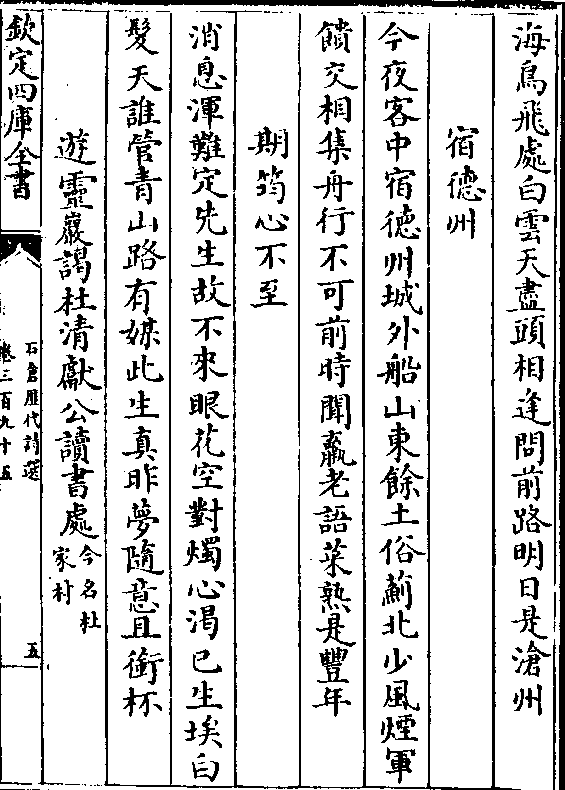 海鳥飛處白雲天盡頭相逢問前路明日是滄州
宿德州
今夜客中宿德州城外船山東餘土俗薊北少風煙軍
餽交相集舟行不可前時聞羸老語菜熟是豐年
期筠心不至
消息渾難定先生故不來眼花空對燭心渴已生埃白
髮天誰管青山路有媒此生真昨夢隨意且銜杯
遊靈巖謁杜清獻公讀書處今名杜
家村
欽定四庫全書
石倉歷代詩選
卷三百九十五
五